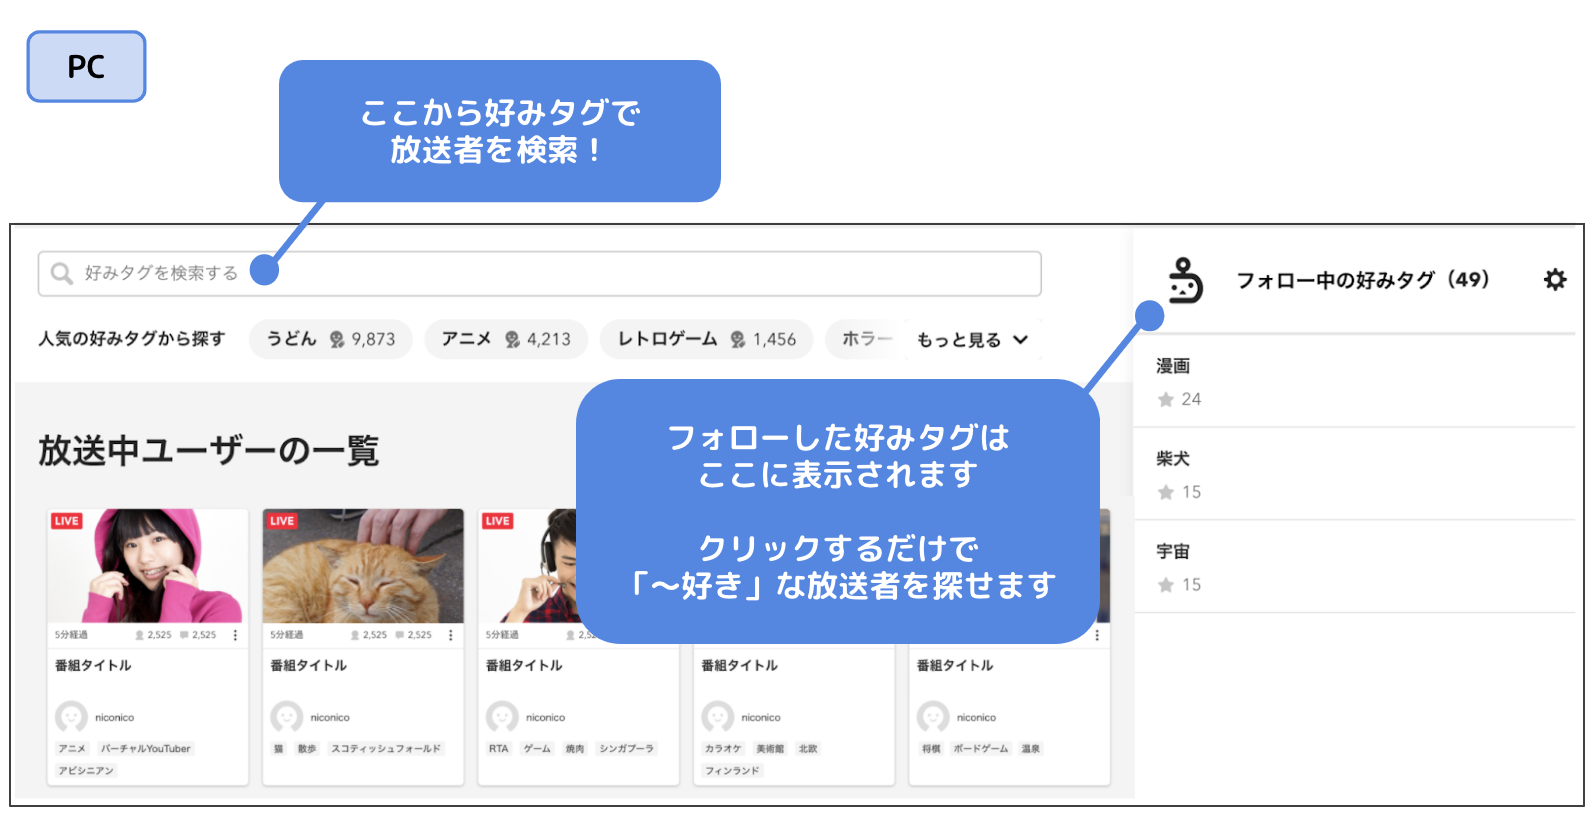 PC
ここから好みタグで
放送者を検索！
好みタグを検索する
人気の好みタグから探す
うどん 9,873
アニメ 4,213
レトロゲーム 1,456
ホラー
もっと見る
フォロー中の好みタグ（49）
漫画
24
柴犬
15
宇宙
15
フォローした好みタグは
ここに表示されます
クリックするだけで
「～好き」な放送者を探せます
放送中ユーザーの一覧
LIVE
5分経過 2,525 2,525
番組タイトル
niconico
アニメ バーチャルYouTuber
アビシニアン
LIVE
5分経過 2,525 2,525
番組タイトル
niconico
猫 散歩 スコティッシュフォールド
LIVE
5分経過
番組タイトル
niconico
RTA ゲーム 焼肉 シンガプーラ
番組タイトル
niconico
カラオケ 美術館 北欧
フィンランド
番組タイトル
niconico
将棋 ボードゲーム 温泉